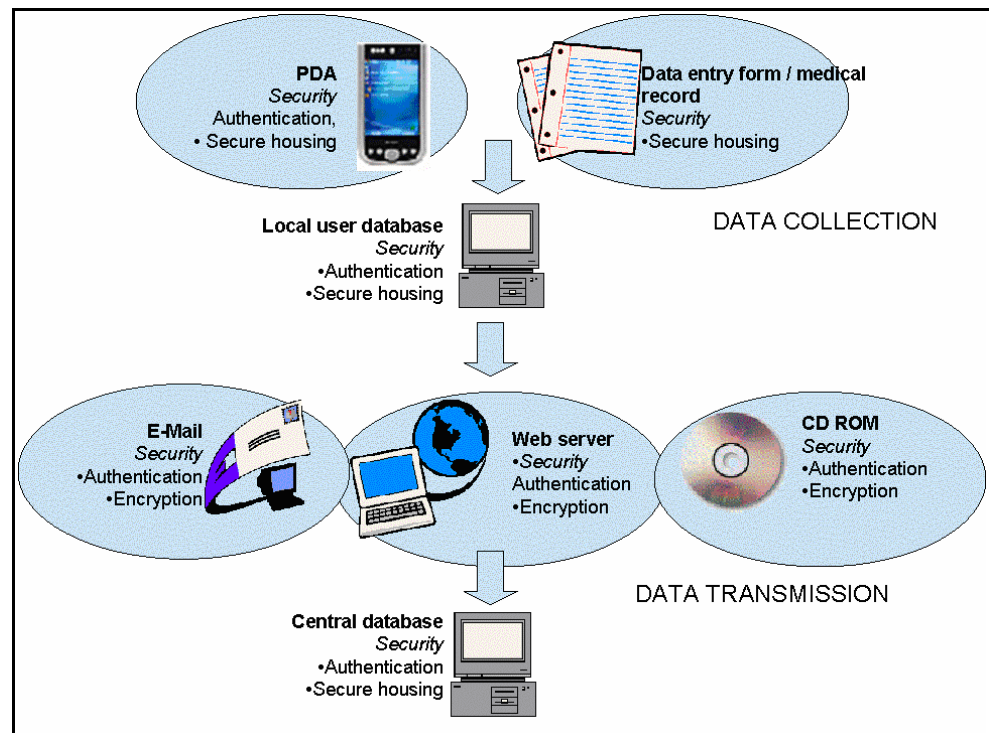 PDA
Security
Authentication,
• Secure housing
Data entry form / medical
record
Security
•Secure housing
DATA COLLECTION
Local user database
Security
•Authentication
•Secure housing
E-Mail
Security
•Authentication
•Encryption
Web server
•Security
Authentication
•Encryption
CD ROM
Security
•Authentication
•Encryption
DATA TRANSMISSION
Central database
Security
•Authentication
•Secure housing